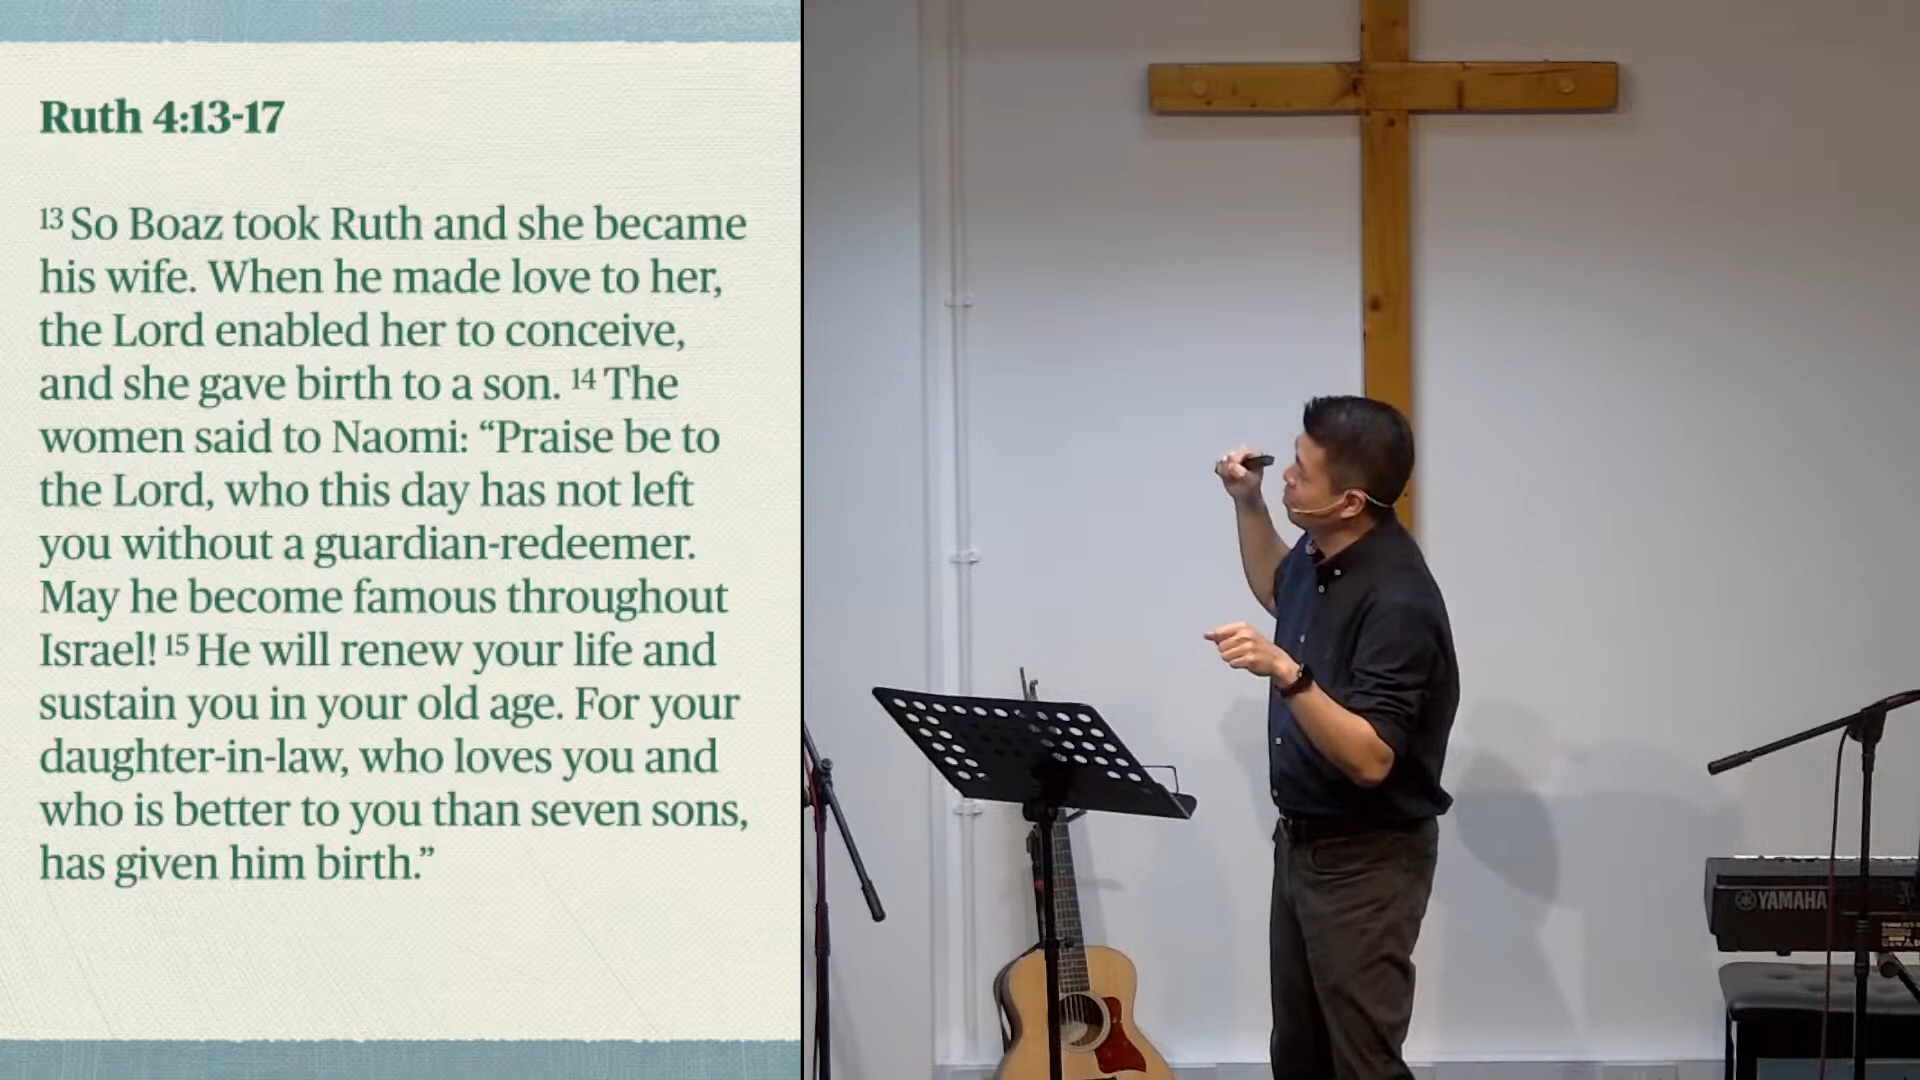 Ruth 4:13-17
¹³ So Boaz took Ruth and she became
his wife. When he made love to her,
the Lord enabled her to conceive,
and she gave birth to a son. ¹⁴ The
women said to Naomi: “Praise be to
the Lord, who this day has not left
you without a guardian-redeemer.
May he become famous throughout
Israel! ¹⁵ He will renew your life and
sustain you in your old age. For your
daughter-in-law, who loves you and
who is better to you than seven sons,
has given him birth.”
YAMAHA